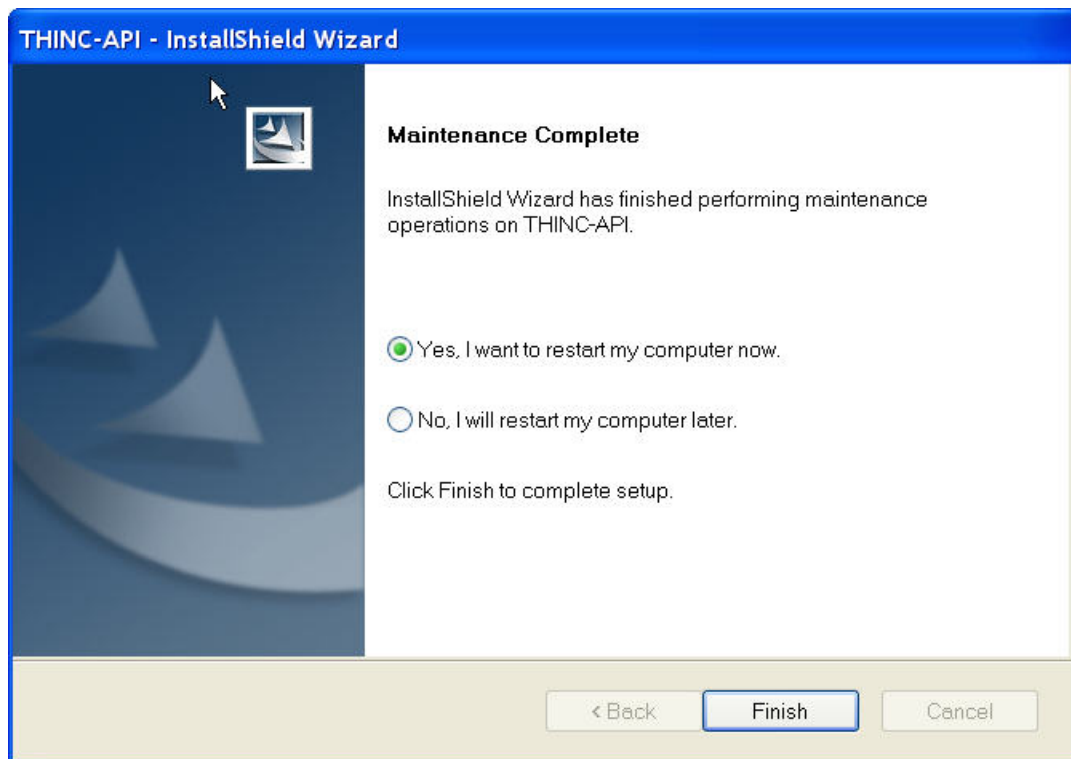 THINC-API - InstallShield Wizard
Maintenance Complete
InstallShield Wizard has finished performing maintenance
operations on THINC-API.
Yes, I want to restart my computer now.
No, I will restart my computer later.
Click Finish to complete setup.
< Back
Finish
Cancel